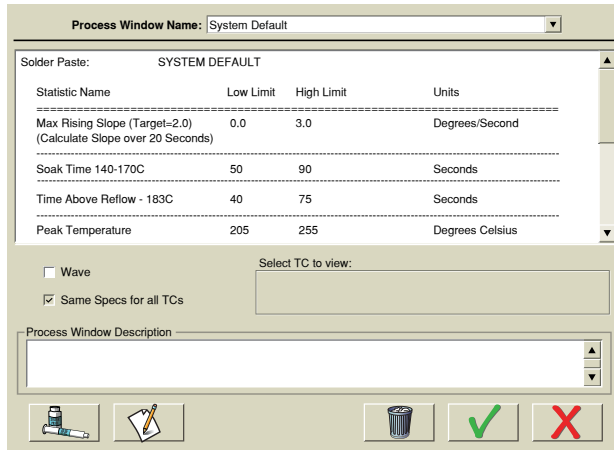 Process Window Name: System Default
Solder Paste: SYSTEM DEFAULT
Statistic Name Low Limit High Limit Units
Max Rising Slope (Target=2.0) 0.0 3.0 Degrees/Second
(Calculate Slope over 20 Seconds)
Soak Time 140-170C 50 90 Seconds
Time Above Reflow - 183C 40 75 Seconds
Peak Temperature 205 255 Degrees Celsius
Select TC to view:
Wave
Same Specs for all TCs
Process Window Description